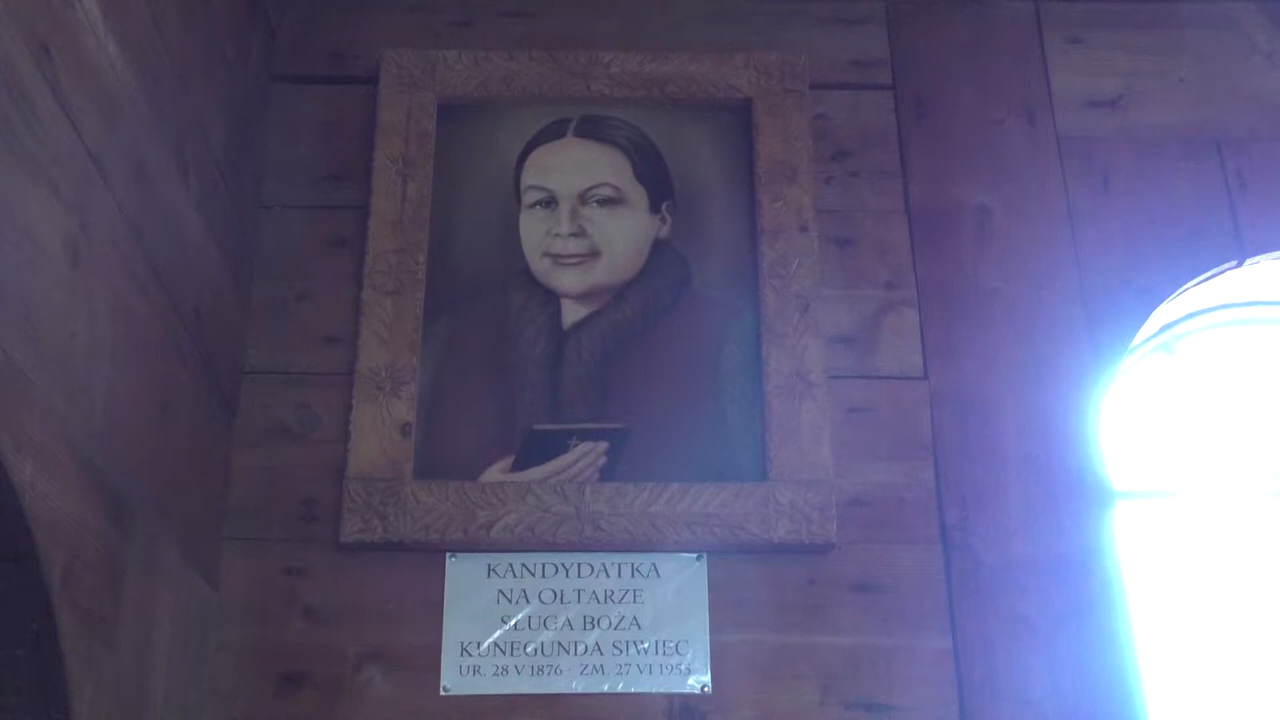 KANDYDATKA
NA OŁTARZE
SŁUGA BOŻA
KUNEGUNDA SIWIEC
UR. 28 V 1876 - ZM. 27 VI 1955